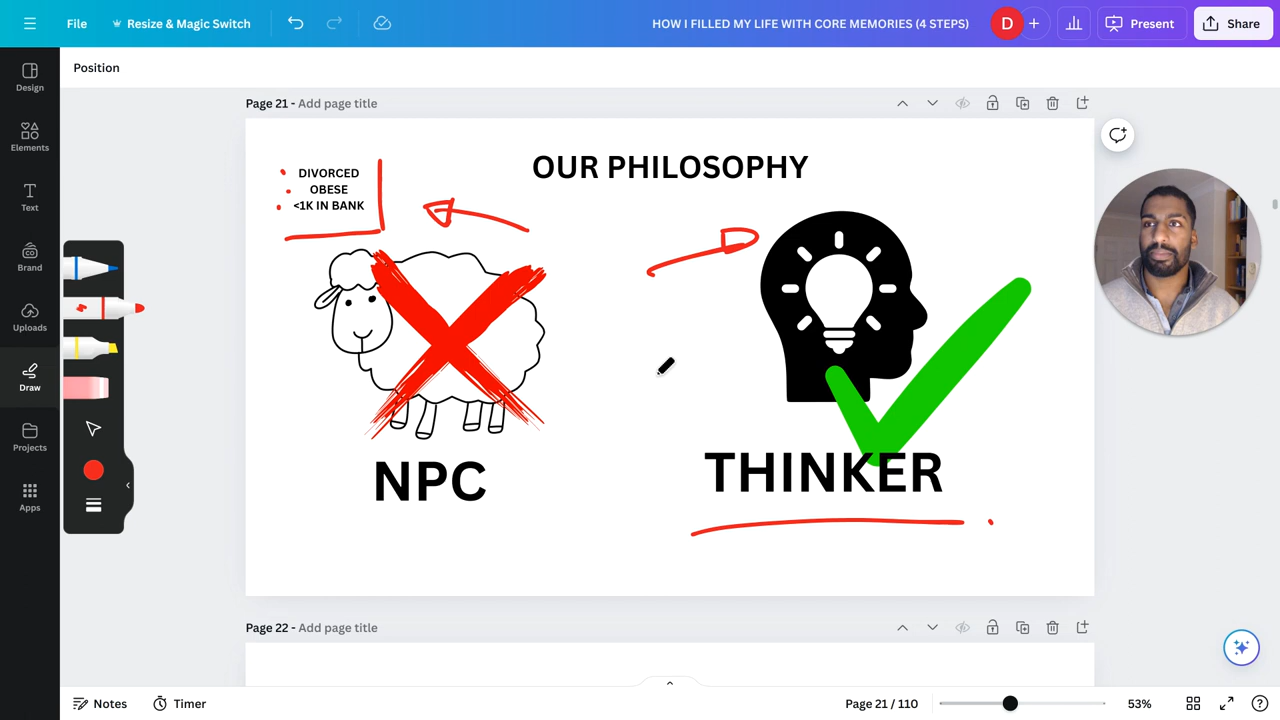 File
Resize & Magic Switch
HOW I FILLED MY LIFE WITH CORE MEMORIES (4 STEPS)
D
Present
Share
Position
Design
Elements
Text
Brand
Uploads
Draw
Projects
Apps
Page 21 - Add page title
OUR PHILOSOPHY
DIVORCED
OBESE
<1K IN BANK
NPC
THINKER
Page 22 - Add page title
Notes
Timer
Page 21 / 110
53%